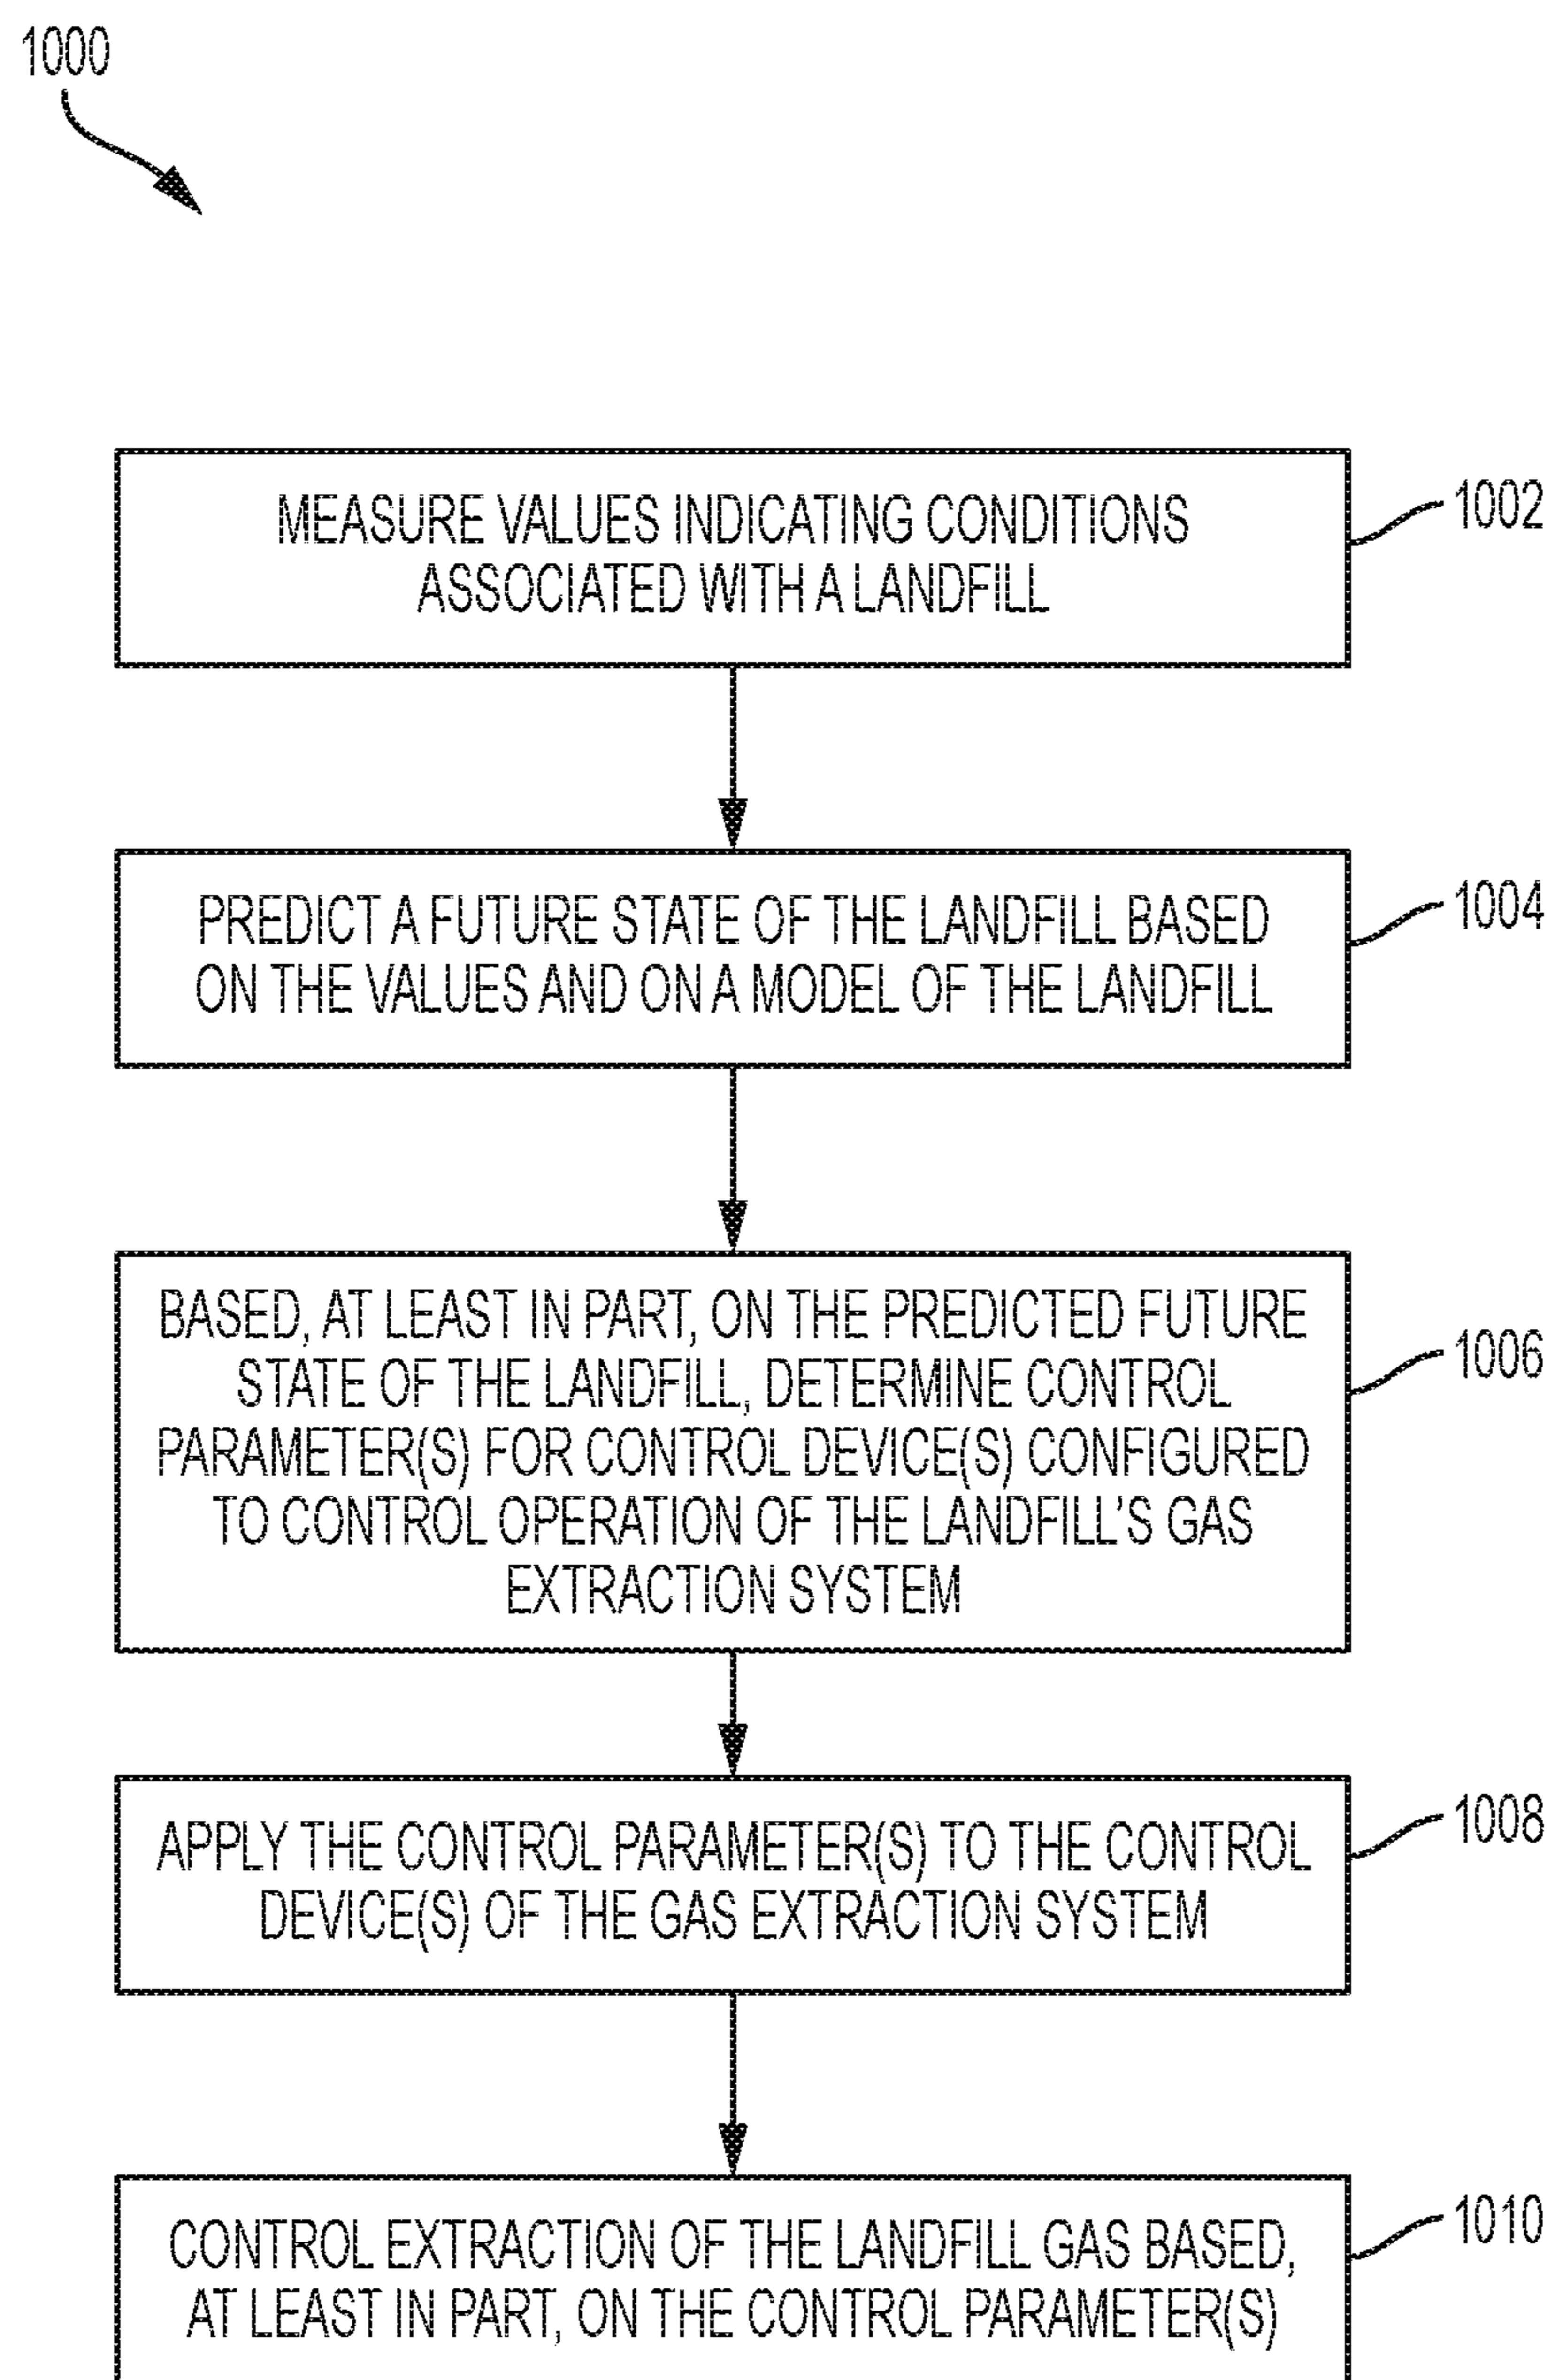 1000
MEASURE VALUES INDICATING CONDITIONS
ASSOCIATED WITH A LANDFILL
1002
PREDICT A FUTURE STATE OF THE LANDFILL BASED
ON THE VALUES AND ON A MODEL OF THE LANDFILL
1004
BASED, AT LEAST IN PART, ON THE PREDICTED FUTURE
STATE OF THE LANDFILL, DETERMINE CONTROL
PARAMETER(S) FOR CONTROL DEVICE(S) CONFIGURED
TO CONTROL OPERATION OF THE LANDFILL’S GAS
EXTRACTION SYSTEM
1006
APPLY THE CONTROL PARAMETER(S) TO THE CONTROL
DEVICE(S) OF THE GAS EXTRACTION SYSTEM
1008
CONTROL EXTRACTION OF THE LANDFILL GAS BASED,
AT LEAST IN PART, ON THE CONTROL PARAMETER(S)
1010